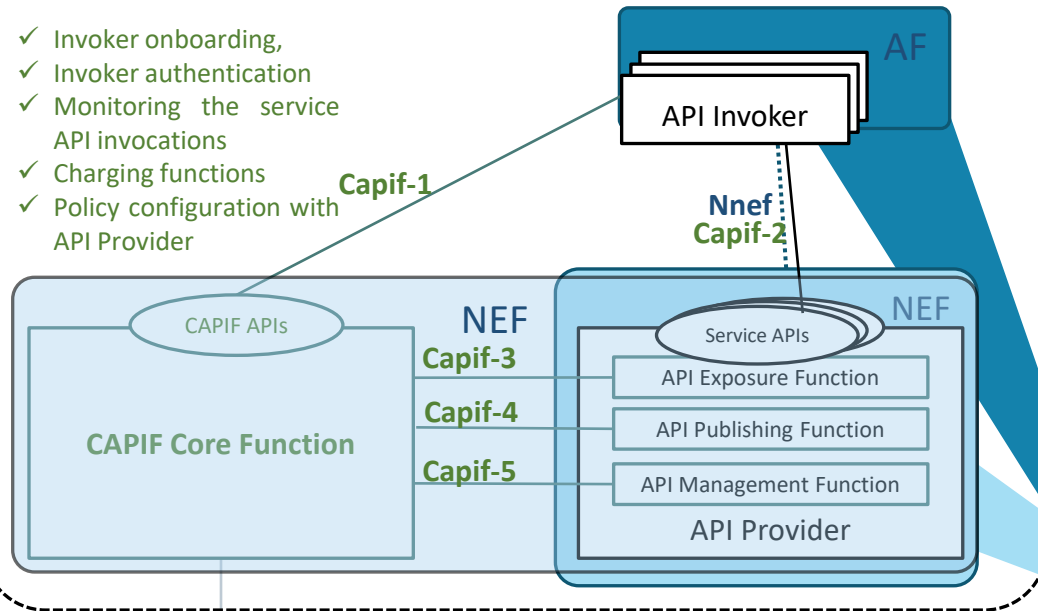 ✓ Invoker onboarding,
✓ Invoker authentication
✓ Monitoring the service
API invocations
✓ Charging functions
✓ Policy configuration with
API Provider
AF
API Invoker
Capif-1
Nnef
Capif-2
CAPIF APIs
NEF
NEF
Service APIs
Capif-3
API Exposure Function
Capif-4
API Publishing Function
CAPIF Core Function
Capif-5
API Management Function
API Provider